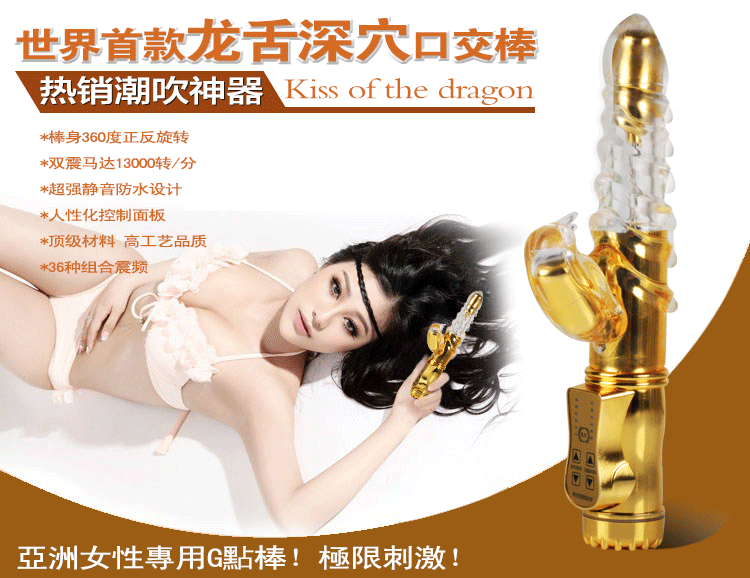 世界首款龙舌深穴口交棒
热销潮吹神器 Kiss of the dragon
*棒身360度正反旋转
*双震马达13000转/分
*超强静音防水设计
*人性化控制面板
*顶级材料 高工艺品质
*36种组合震频
亞洲女性專用G點棒！極限刺激！